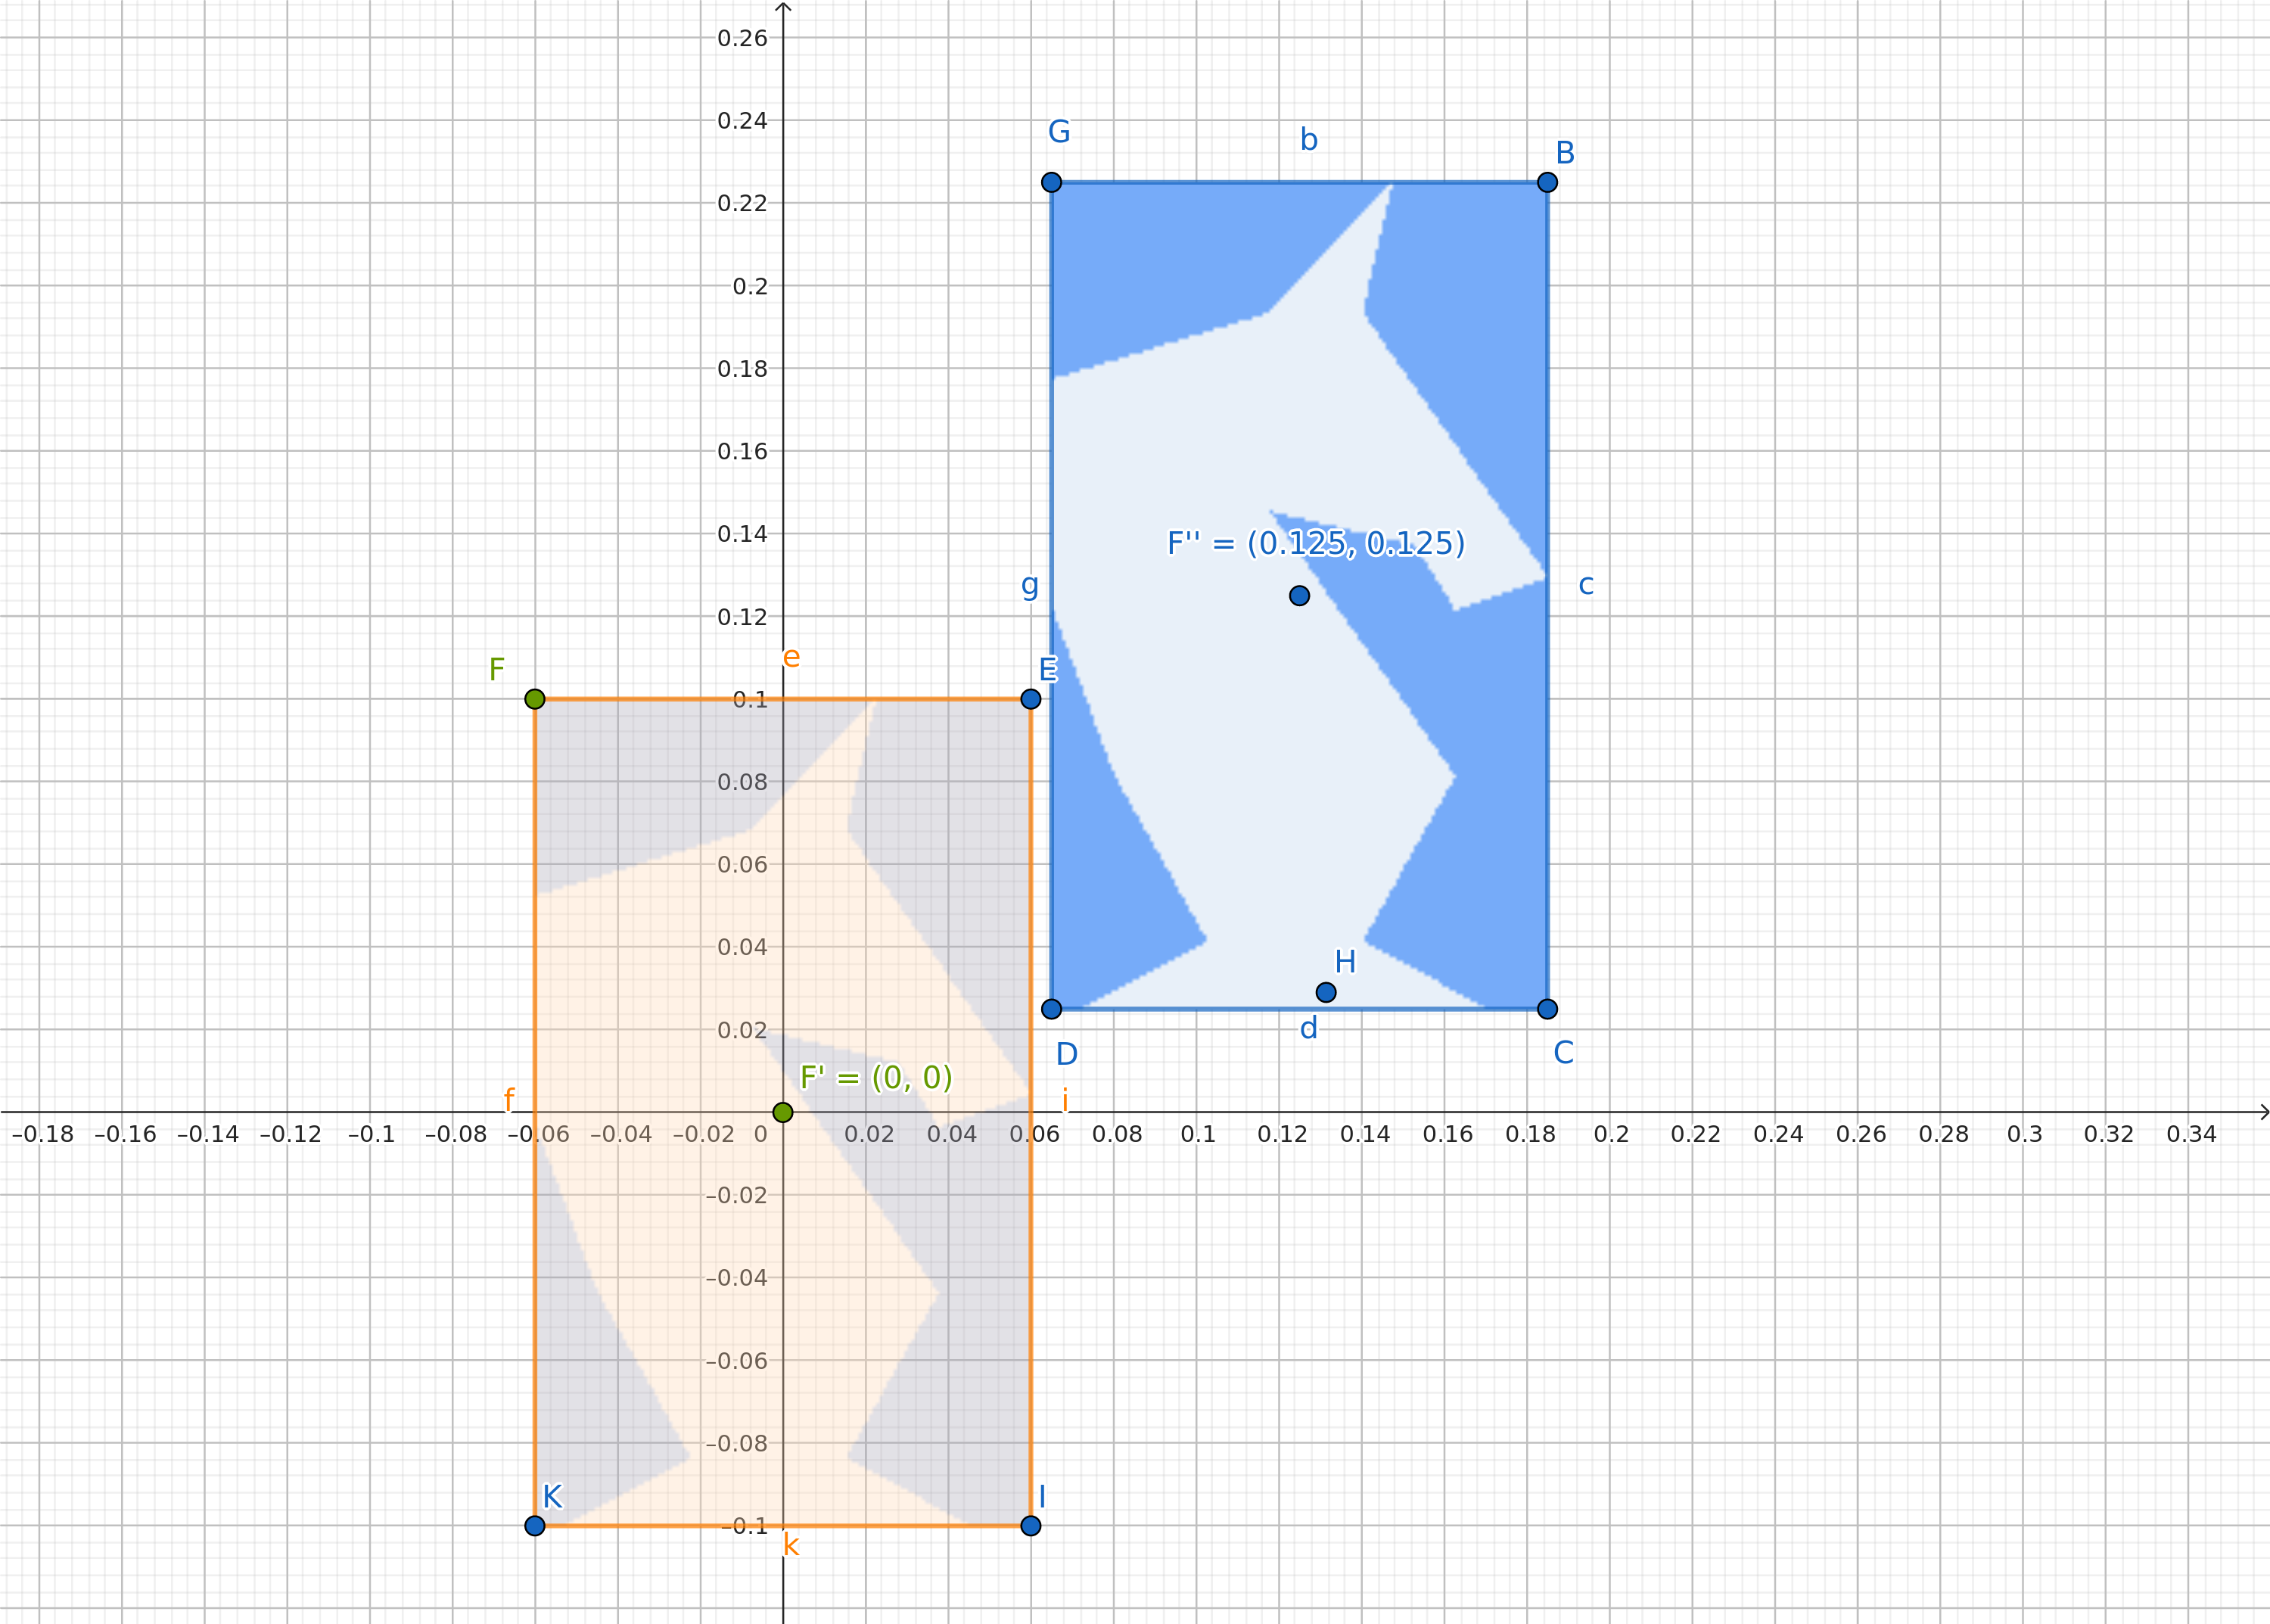 0.26
0.24
G b B
0.22
0.2
0.18
0.16
0.14
F'' = (0.125, 0.125)
g c
0.12
e
F E
0.1
0.08
0.06
0.04
H
0.02
d
D C
F' = (0, 0)
f i
–0.18 –0.16 –0.14 –0.12 –0.1 –0.08 –0.06 –0.04 –0.02 0 0.02 0.04 0.06 0.08 0.1 0.12 0.14 0.16 0.18 0.2 0.22 0.24 0.26 0.28 0.3 0.32 0.34
–0.02
–0.04
–0.06
–0.08
K I
–0.1
k